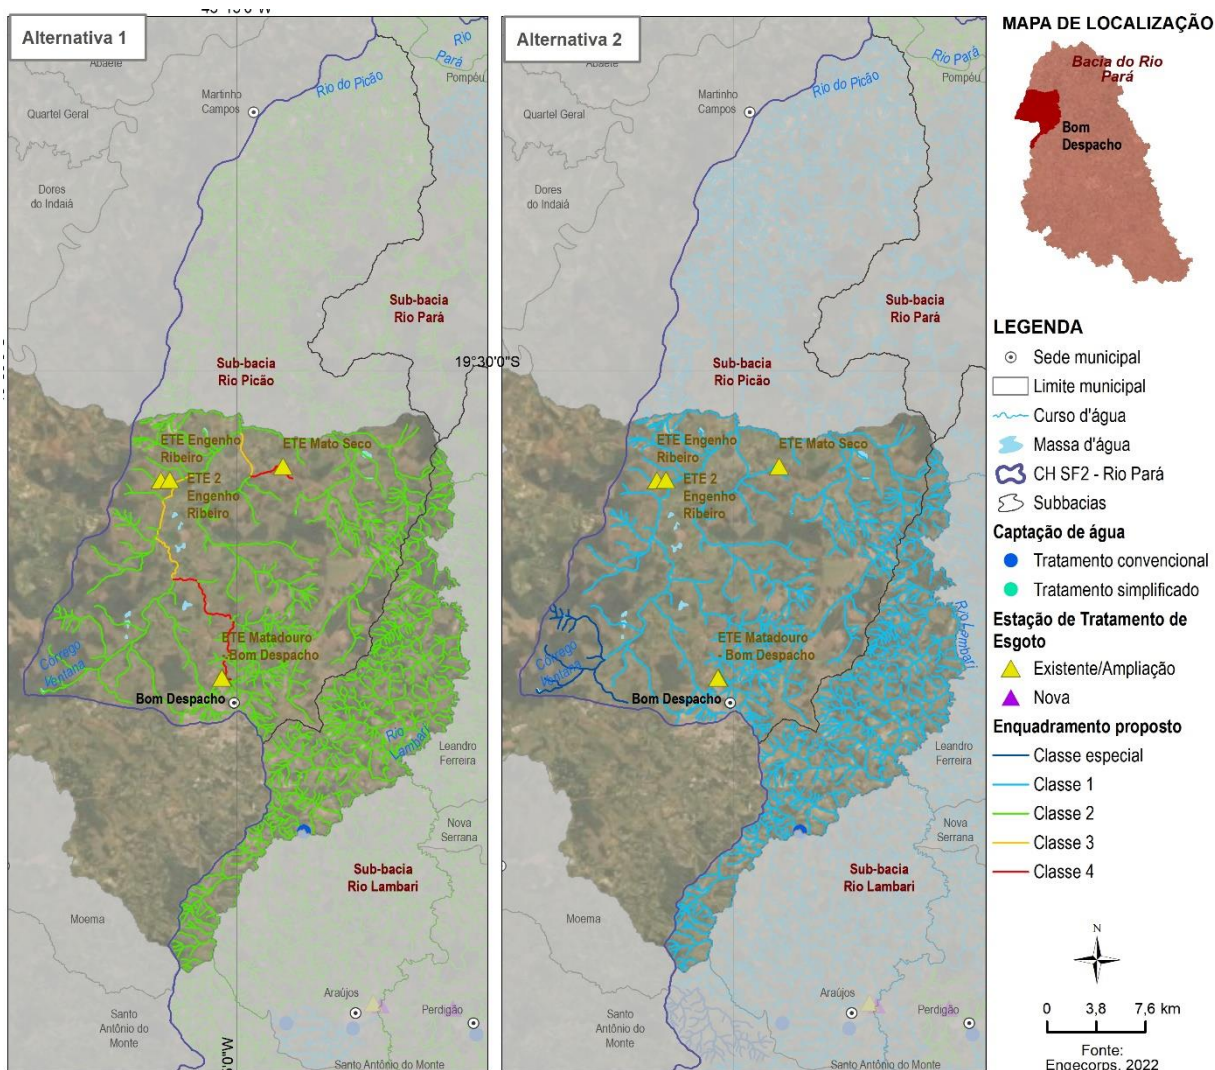 45°15'0"W
Alternativa 1
Abaeté
Rio
Pará
Pompéu
Rio do Picão
Martinho
Campos
Quartel Geral
Dores
do Indaiá
Sub-bacia
Rio Pará
Sub-bacia
Rio Picão
19°30'0"S
ETE Engenho
Ribeiro
ETE Mato Seco
ETE 2
Engenho
Ribeiro
ETE Matadouro
- Bom Despacho
Córrego
Ventania
Bom Despacho
Rio
Lambari
Leandro
Ferreira
Nova
Serrana
Sub-bacia
Rio Lambari
Moema
Araújos
Perdigão
Santo
Antônio do
Monte
Santo Antônio do Monte
Alternativa 2
Abaeté
Rio Pará
Pompéu
Rio do Picão
Martinho
Campos
Quartel Geral
Dores
do Indaiá
Sub-bacia
Rio Pará
Sub-bacia
Rio Picão
ETE Engenho
Ribeiro
ETE Mato Seco
ETE 2
Engenho
Ribeiro
Rio Lambari
ETE Matadouro
- Bom Despacho
Córrego
Ventania
Bom Despacho
Leandro
Ferreira
Nova
Serrana
Sub-bacia
Rio Lambari
Moema
Araújos
Perdigão
Santo
Antônio do
Monte
Santo Antônio do Monte
MAPA DE LOCALIZAÇÃO
Bacia do Rio
Pará
Bom
Despacho
LEGENDA
Sede municipal
Limite municipal
Curso d'água
Massa d'água
CH SF2 - Rio Pará
Subbacias
Captação de água
Tratamento convencional
Tratamento simplificado
Estação de Tratamento de
Esgoto
Existente/Ampliação
Nova
Enquadramento proposto
Classe especial
Classe 1
Classe 2
Classe 3
Classe 4
N
0 3,8 7,6 km
Fonte:
Engecorps, 2022